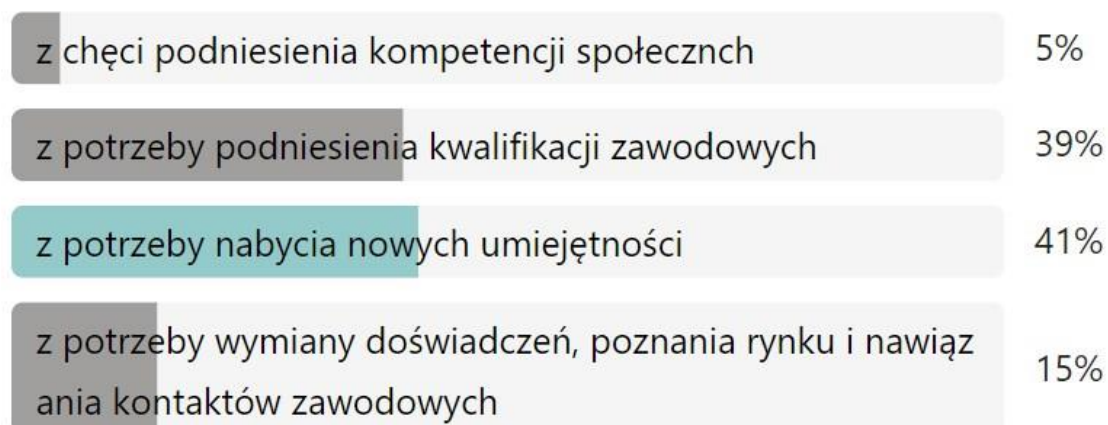 z chęci podniesienia kompetencji społecznch 5%
z potrzeby podniesienia kwalifikacji zawodowych 39%
z potrzeby nabycia nowych umiejętności 41%
z potrzeby wymiany doświadczeń, poznania rynku i nawiąz
ania kontaktów zawodowych 15%